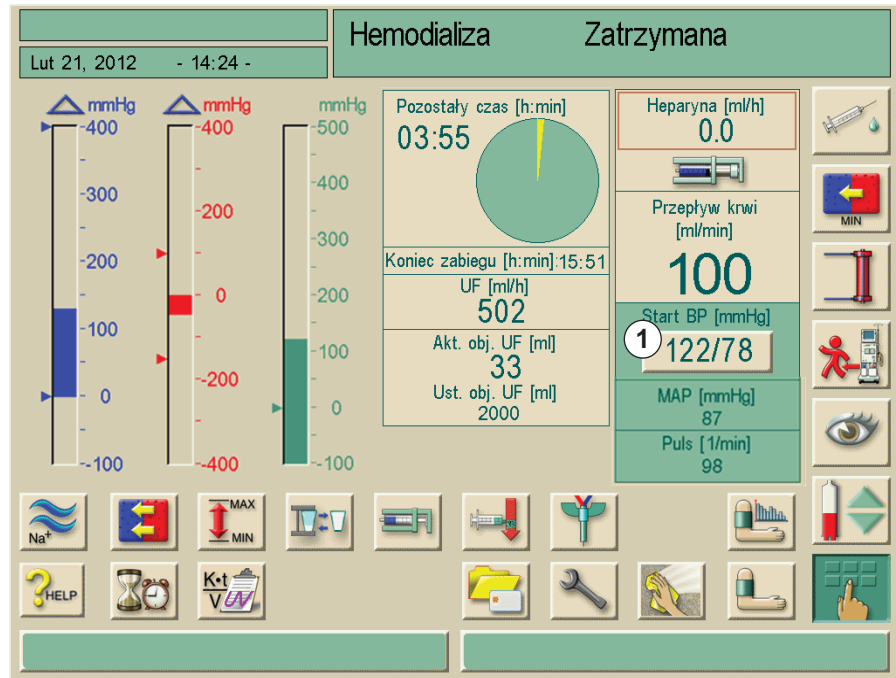 Hemodializa Zatrzymana
Lut 21, 2012 - 14:24 -
mmHg
400
300
200
100
0
-100
mmHg
400
200
0
-200
-400
mmHg
500
400
300
200
100
0
-100
Pozostały czas [h:min]
03:55
Koniec zabiegu [h:min]:15:51
UF [ml/h]
502
Akt. obj. UF [ml]
33
Ust. obj. UF [ml]
2000
Heparyna [ml/h]
0.0
Przepływ krwi
[ml/min]
100
Start BP [mmHg]
1
122/78
MAP [mmHg]
87
Puls [1/min]
98
MIN
Na+
MAX
MIN
HELP
K•t
V
UV